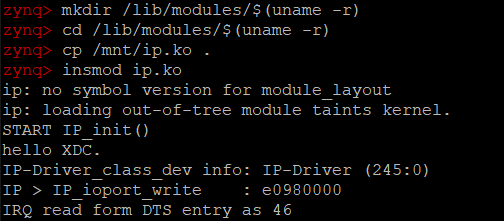 zynq> mkdir /lib/modules/$(uname -r)
zynq> cd /lib/modules/$(uname -r)
zynq> cp /mnt/ip.ko .
zynq> insmod ip.ko
ip: no symbol version for module_layout
ip: loading out-of-tree module taints kernel.
START IP_init()
hello XDC.
IP-Driver_class_dev info: IP-Driver (245:0)
IP > IP_ioport_write    : e0980000
IRQ read form DTS entry as 46